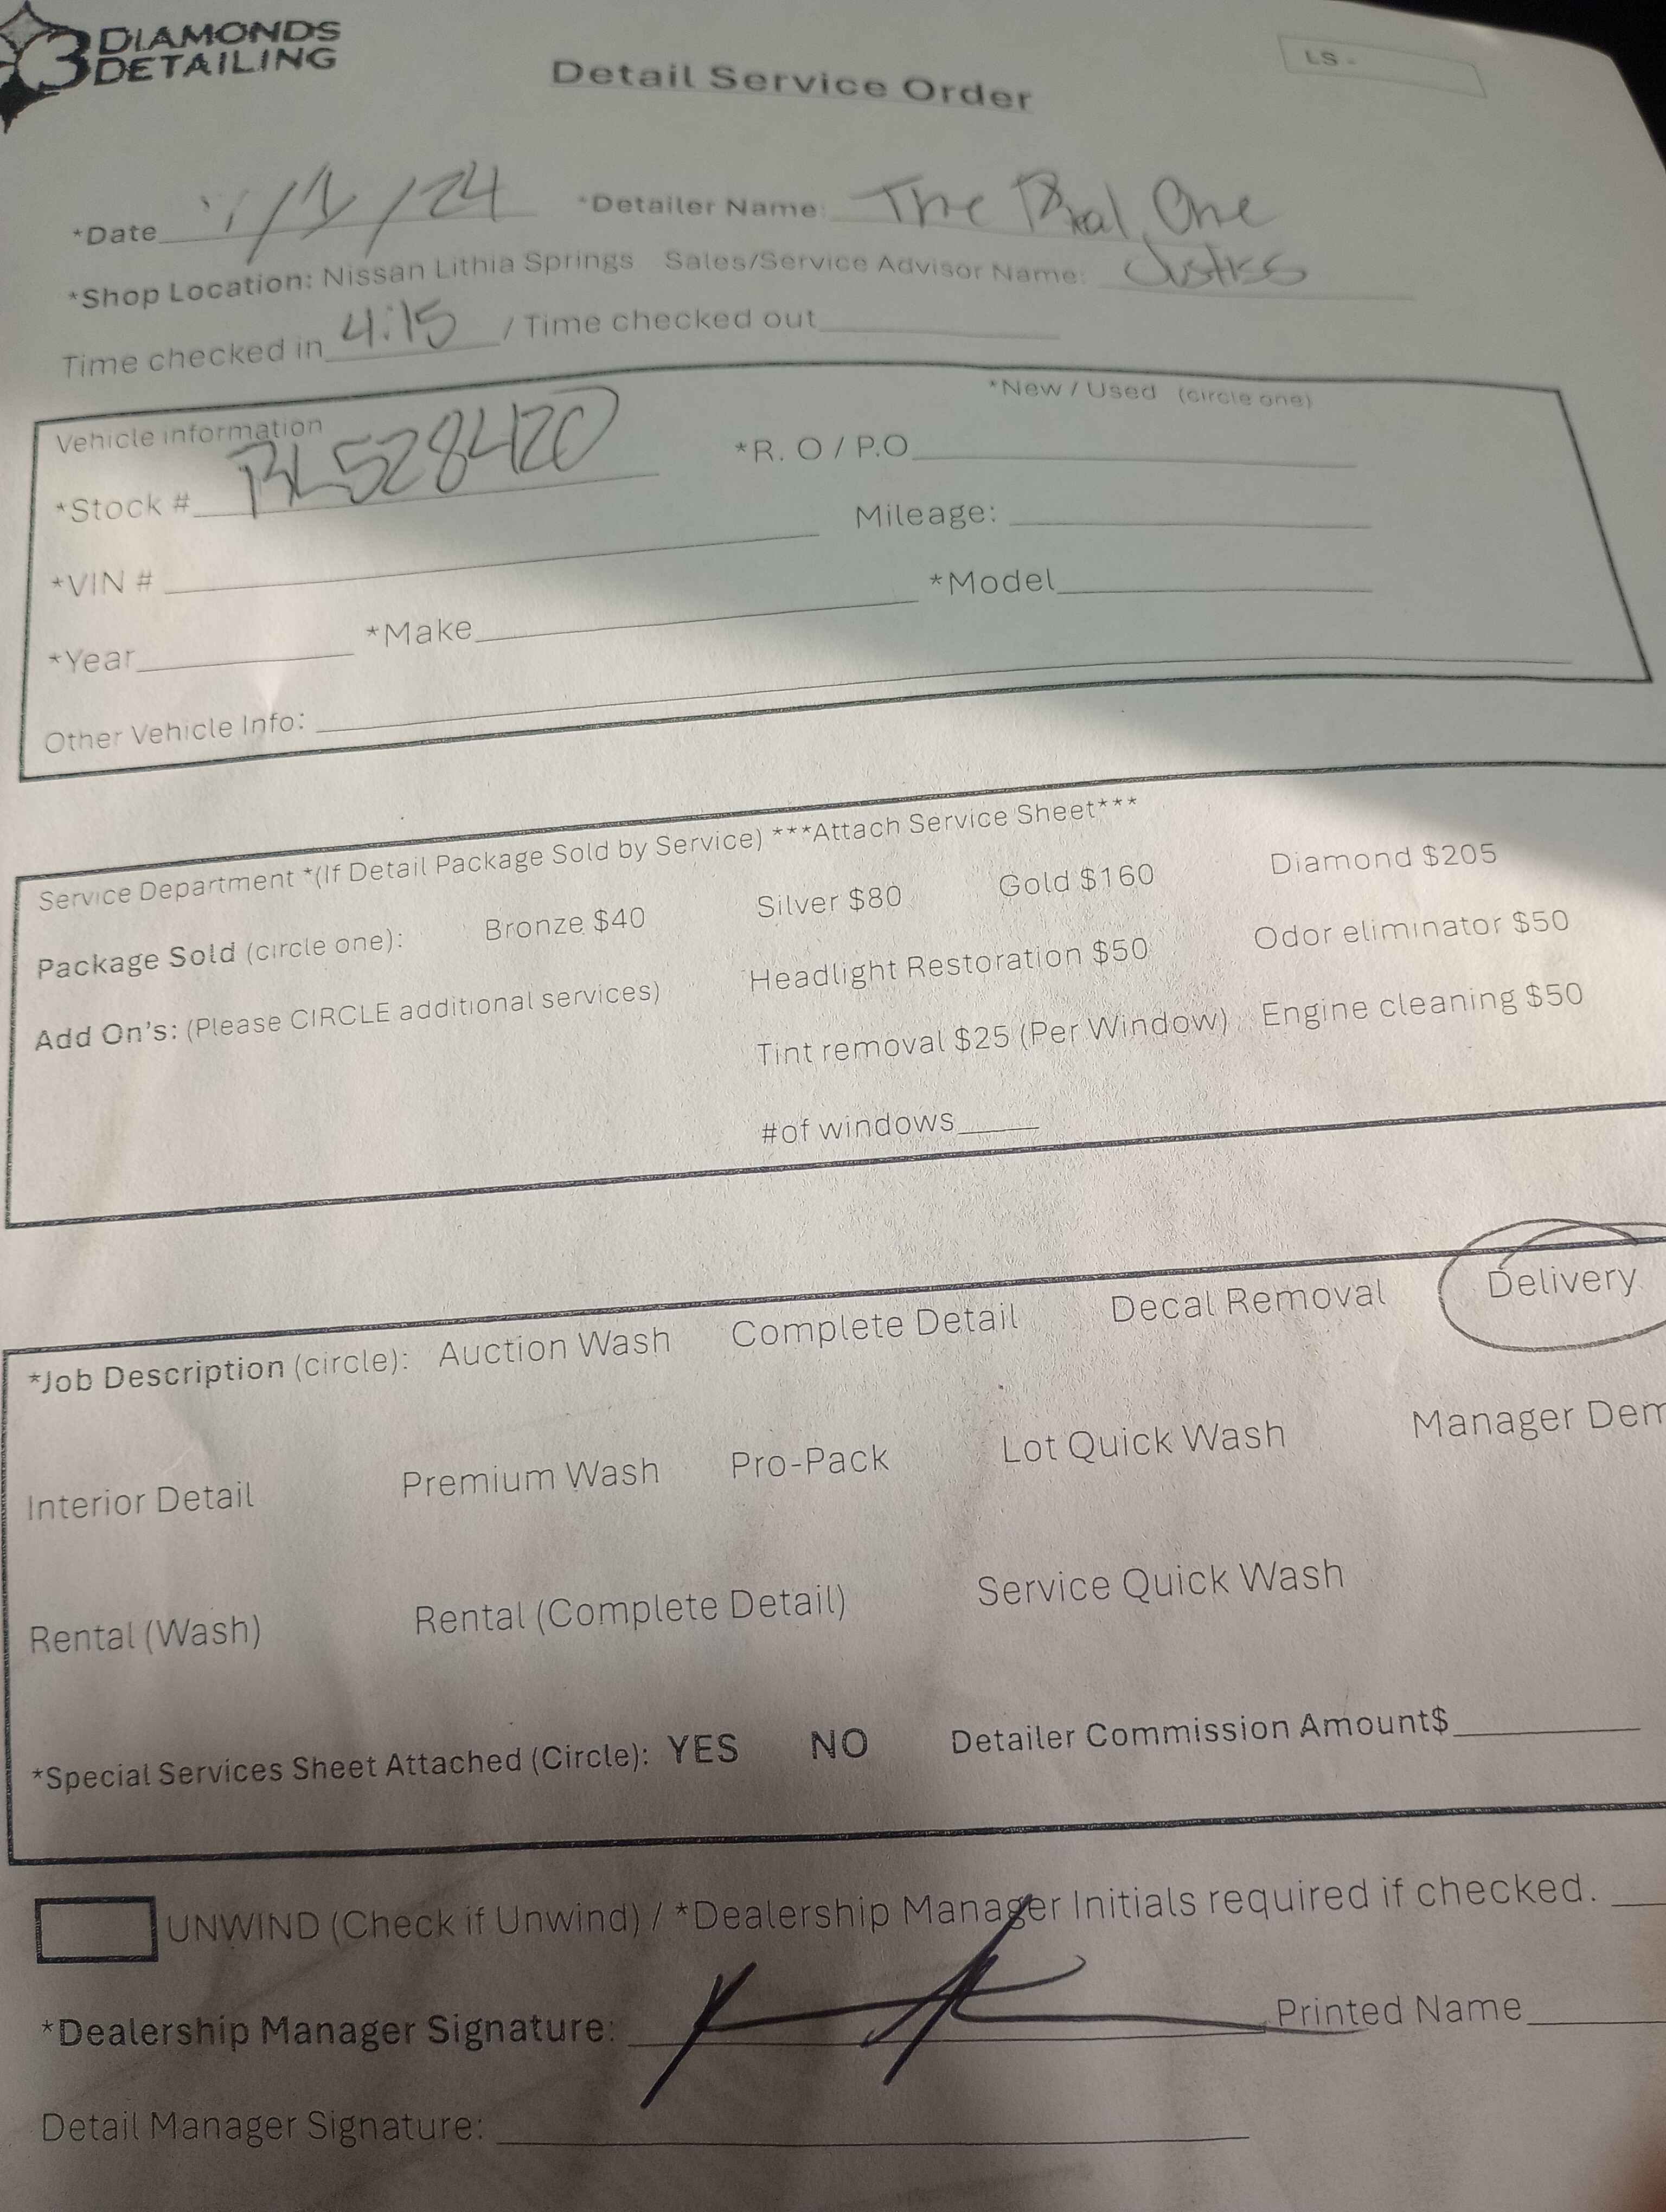 3 DIAMONDS
DETAILING
Detail Service Order
LS -
*Date /1/24 *Detailer Name: The Real One
*Shop Location: Nissan Lithia Springs Sales/Service Advisor Name: Justiss
Time checked in 4:15 / Time checked out
Vehicle information *New / Used (circle one)
*Stock # RL528420 *R. O / P.O
*VIN # Mileage:
*Year *Make *Model
Other Vehicle Info:
Service Department *(If Detail Package Sold by Service) ***Attach Service Sheet***
Package Sold (circle one): Bronze $40 Silver $80 Gold $160 Diamond $205
Add On's: (Please CIRCLE additional services) Headlight Restoration $50 Odor eliminator $50
Tint removal $25 (Per Window) Engine cleaning $50
#of windows
*Job Description (circle): Auction Wash Complete Detail Decal Removal Delivery
Interior Detail Premium Wash Pro-Pack Lot Quick Wash Manager Dem
Rental (Wash) Rental (Complete Detail) Service Quick Wash
*Special Services Sheet Attached (Circle): YES NO Detailer Commission Amount$
UNWIND (Check if Unwind) / *Dealership Manager Initials required if checked.
*Dealership Manager Signature: Printed Name
Detail Manager Signature: